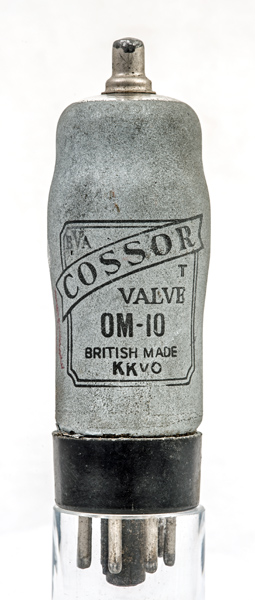 BVA
COSSOR
T
VALVE
OM-10
BRITISH MADE
KKVO